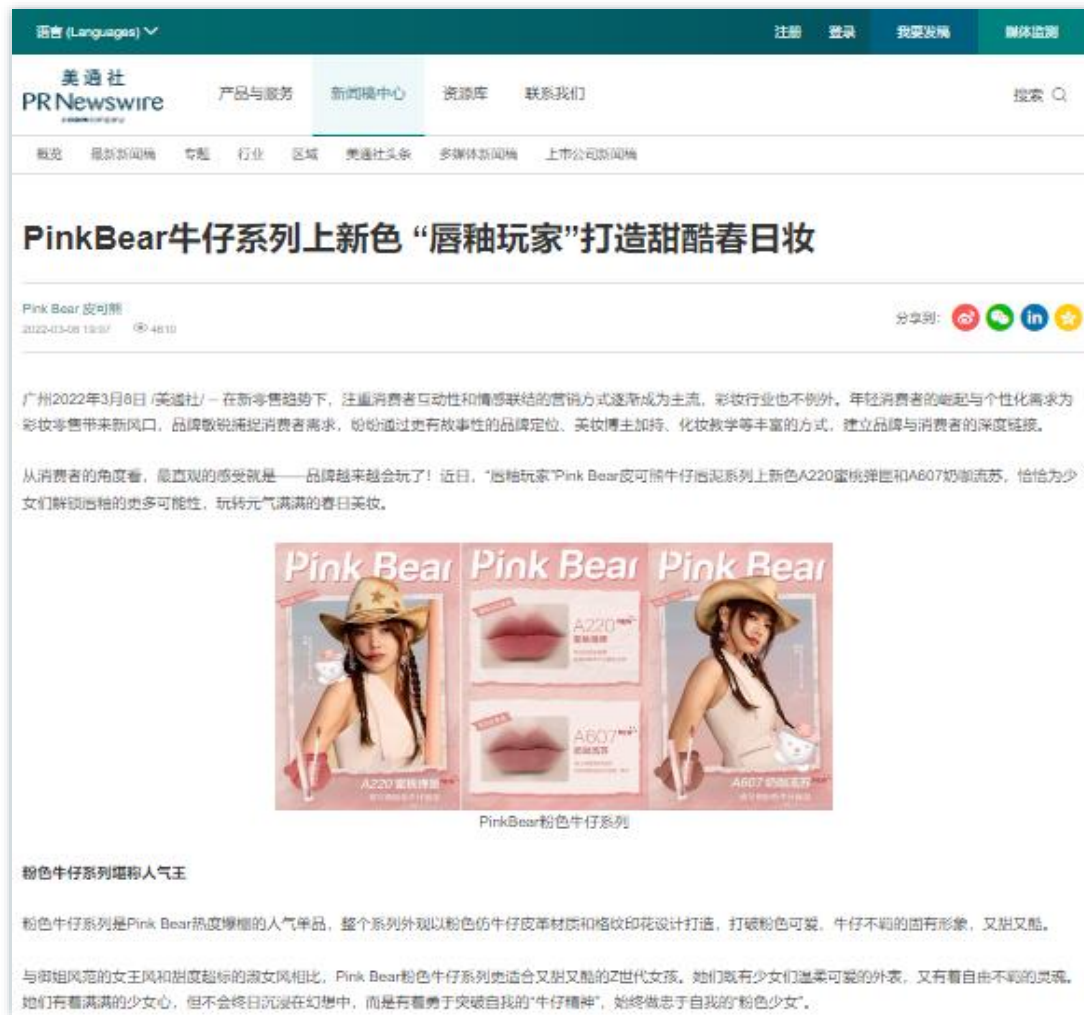 语言 (Languages)
注册 登录 我要发稿 媒体监测
美通社
PR Newswire
产品与服务 新闻稿中心 资源库 联系我们
搜索
概览 最新新闻稿 专题 行业 区域 美通社头条 多媒体新闻稿 上市公司新闻稿
PinkBear牛仔系列上新色 “唇釉玩家”打造甜酷春日妆
Pink Bear 皮可熊
2022-03-08 19:07 4610
分享到:
广州2022年3月8日 /美通社/ -- 在新零售趋势下，注重消费者互动性和情感联结的营销方式逐渐成为主流，彩妆行业也不例外。年轻消费者的崛起与个性化需求为
彩妆零售带来新风口，品牌敏锐捕捉消费者需求，纷纷通过更有故事性的品牌定位、美妆博主加持、化妆教学等丰富的方式，建立品牌与消费者的深度链接。
从消费者的角度看，最直观的感受就是——品牌越来越会玩了！近日，“唇釉玩家”Pink Bear皮可熊牛仔唇泥系列上新色A220蜜桃弹匣和A607奶咖流苏，恰恰为少
女们解锁唇釉的更多可能性，玩转元气满满的春日美妆。
Pink Bear Pink Bear Pink Bear
A220 NEW
蜜桃弹匣
A607 NEW
奶咖流苏
A220 蜜桃弹匣
A607 奶咖流苏
PinkBear粉色牛仔系列
粉色牛仔系列堪称人气王
粉色牛仔系列是Pink Bear热度爆棚的人气单品，整个系列外观以粉色仿牛仔皮革材质和格纹印花设计打造，打破粉色可爱，牛仔不羁的固有形象，又甜又酷。
与御姐风范的女王风和甜度超标的淑女风相比，Pink Bear粉色牛仔系列更适合又甜又酷的Z世代女孩。她们既有少女们温柔可爱的外表，又有着自由不羁的灵魂。
她们有着满满的少女心，但不会终日沉浸在幻想中，而是有着勇于突破自我的“牛仔精神”，始终做忠于自我的“粉色少女”。